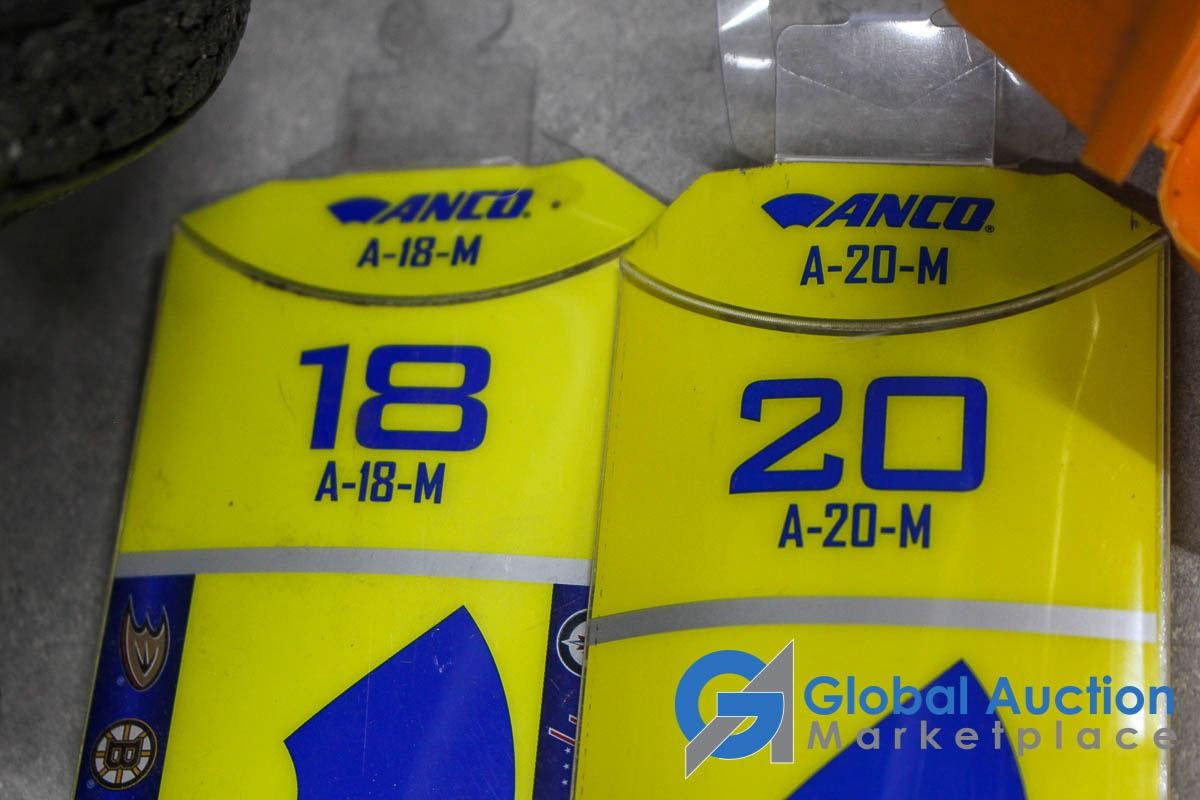 ANCO®
A-18-M
18
A-18-M
B
ANCO®
A-20-M
20
A-20-M
Global Auction
Marketplace